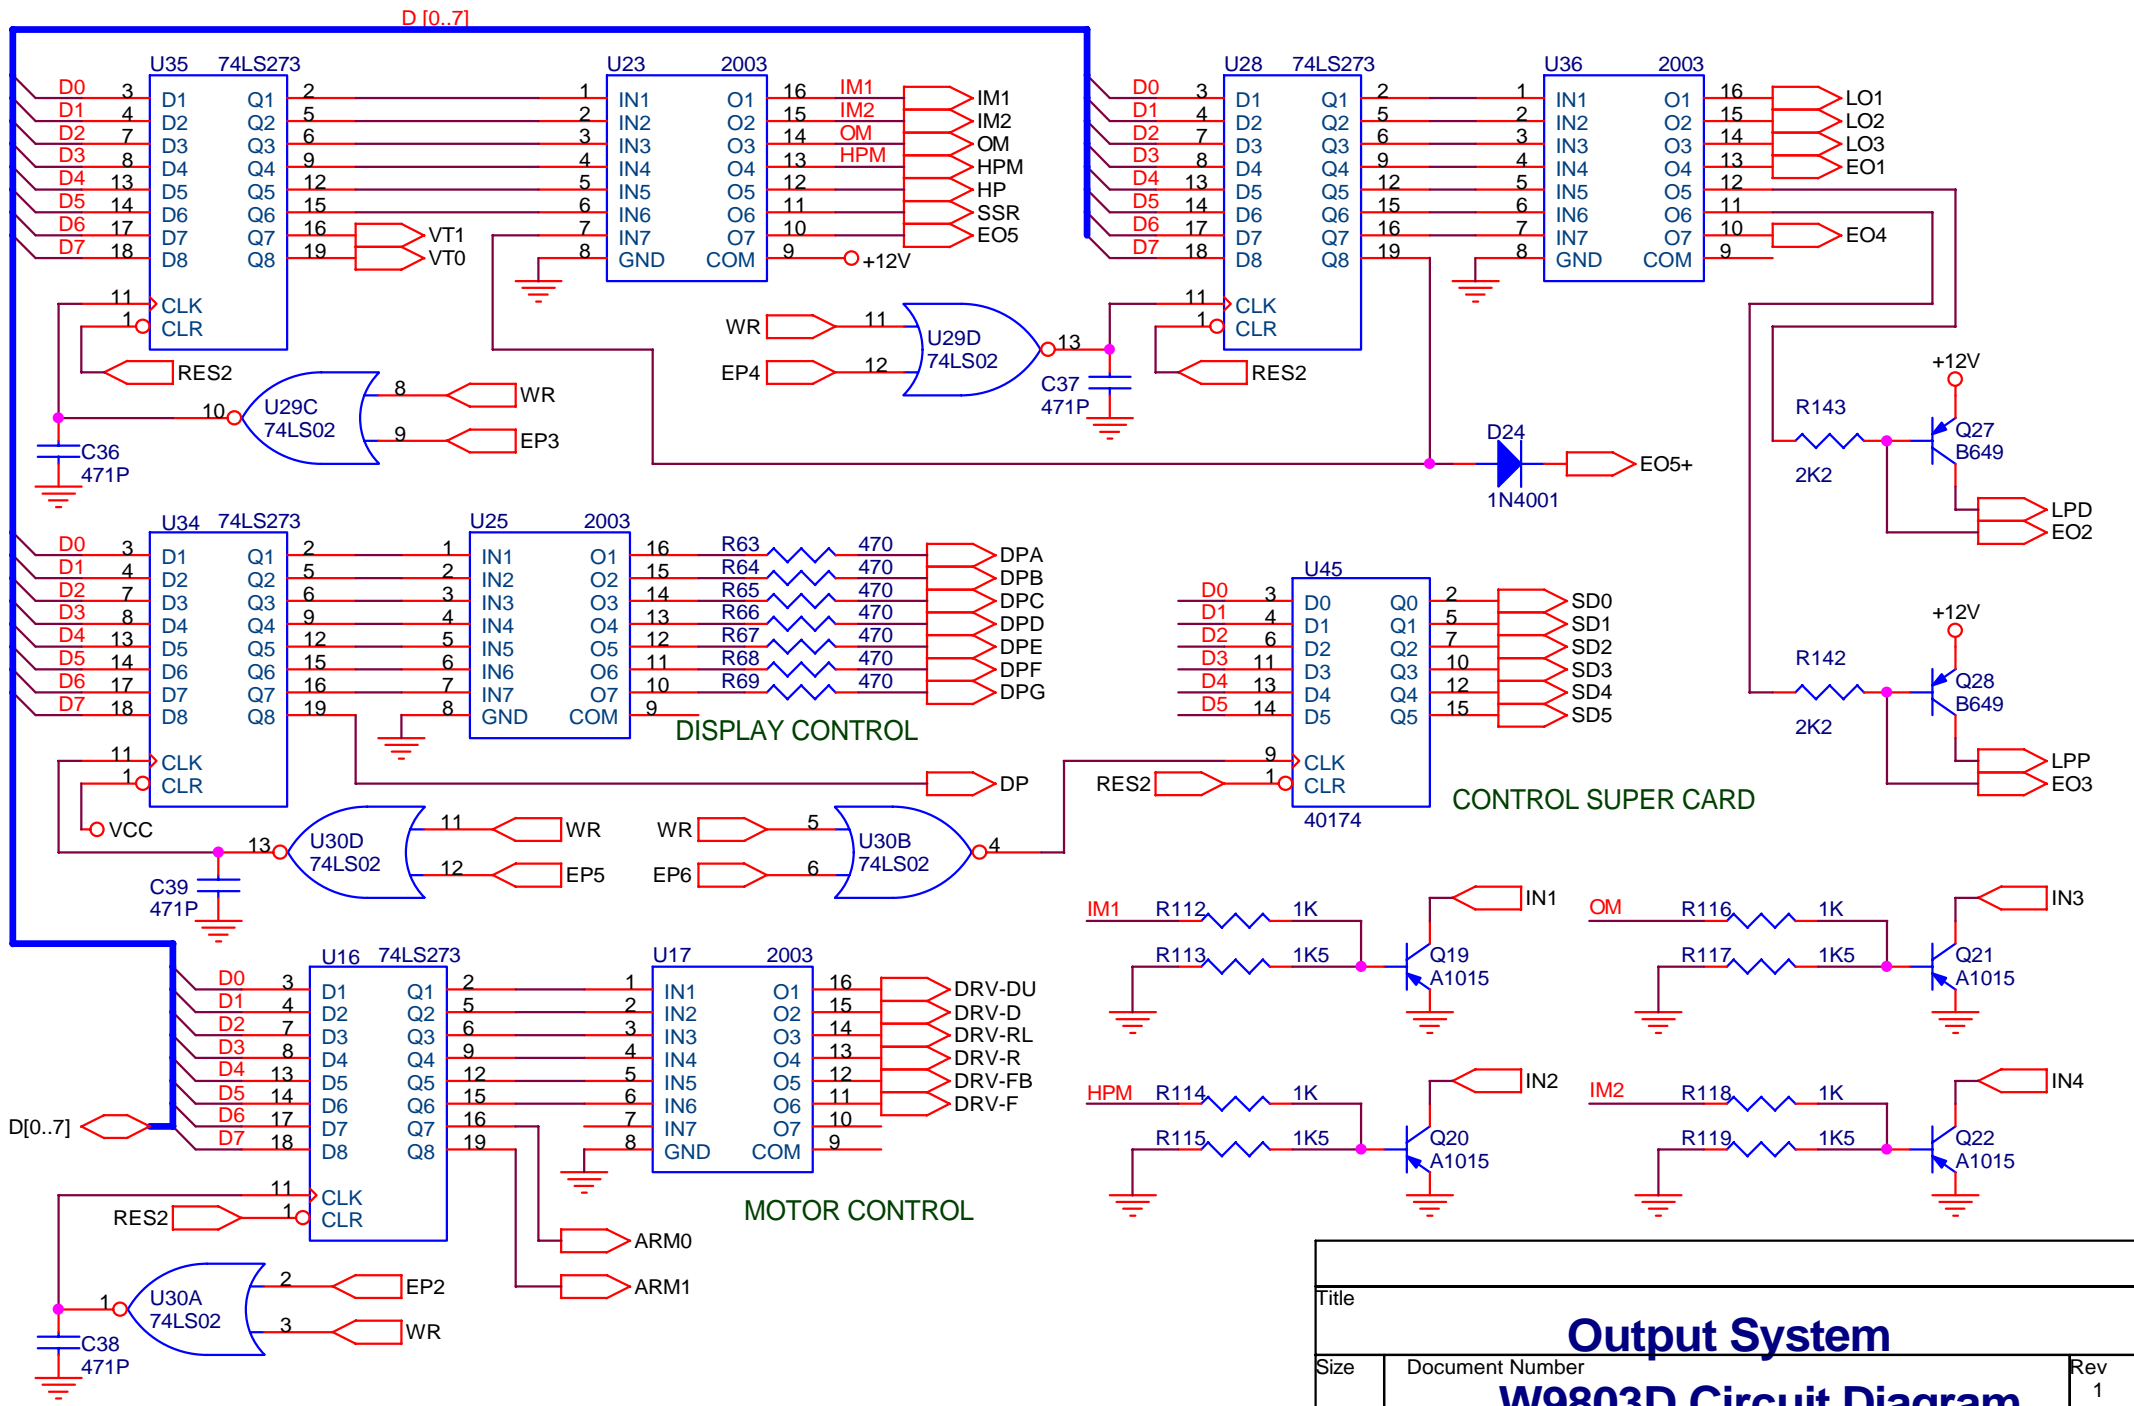 D [0..7]
U35 74LS273
D0 3 D1 Q1 2
D1 4 D2 Q2 5
D2 7 D3 Q3 6
D3 8 D4 Q4 9
D4 13 D5 Q5 12
D5 14 D6 Q6 15
D6 17 D7 Q7 16 VT1
D7 18 D8 Q8 19 VT0
11 CLK
1 CLR
RES2
U23 2003
1 IN1 O1 16 IM1 IM1
2 IN2 O2 15 IM2 IM2
3 IN3 O3 14 OM OM
4 IN4 O4 13 HPM HPM
5 IN5 O5 12 HP
6 IN6 O6 11 SSR
7 IN7 O7 10 EO5
8 GND COM 9 +12V
U28 74LS273
D0 3 D1 Q1 2
D1 4 D2 Q2 5
D2 7 D3 Q3 6
D3 8 D4 Q4 9
D4 13 D5 Q5 12
D5 14 D6 Q6 15
D6 17 D7 Q7 16
D7 18 D8 Q8 19
11 CLK
1 CLR
RES2
U36 2003
1 IN1 O1 16 LO1
2 IN2 O2 15 LO2
3 IN3 O3 14 LO3
4 IN4 O4 13 EO1
5 IN5 O5 12
6 IN6 O6 11
7 IN7 O7 10 EO4
8 GND COM 9
10 U29C 74LS02 8 WR
9 EP3
C36
471P
WR 11 U29D 13
EP4 12 74LS02
C37
471P
D24
1N4001
EO5+
+12V
R143
2K2
Q27
B649
LPD
EO2
+12V
R142
2K2
Q28
B649
LPP
EO3
U34 74LS273
D0 3 D1 Q1 2
D1 4 D2 Q2 5
D2 7 D3 Q3 6
D3 8 D4 Q4 9
D4 13 D5 Q5 12
D5 14 D6 Q6 15
D6 17 D7 Q7 16
D7 18 D8 Q8 19
11 CLK
1 CLR
VCC
U25 2003
1 IN1 O1 16 R63 470 DPA
2 IN2 O2 15 R64 470 DPB
3 IN3 O3 14 R65 470 DPC
4 IN4 O4 13 R66 470 DPD
5 IN5 O5 12 R67 470 DPE
6 IN6 O6 11 R68 470 DPF
7 IN7 O7 10 R69 470 DPG
8 GND COM 9
DISPLAY CONTROL
DP
13 U30D 11 WR
74LS02 12 EP5
C39
471P
WR 5 U30B 4
EP6 6 74LS02
U45
D0 3 D0 Q0 2 SD0
D1 4 D1 Q1 5 SD1
D2 6 D2 Q2 7 SD2
D3 11 D3 Q3 10 SD3
D4 13 D4 Q4 12 SD4
D5 14 D5 Q5 15 SD5
9 CLK
RES2 1 CLR
40174
CONTROL SUPER CARD
U16 74LS273
D0 3 D1 Q1 2
D1 4 D2 Q2 5
D2 7 D3 Q3 6
D3 8 D4 Q4 9
D4 13 D5 Q5 12
D5 14 D6 Q6 15
D6 17 D7 Q7 16
D7 18 D8 Q8 19
D[0..7]
11 CLK
RES2 1 CLR
U17 2003
1 IN1 O1 16 DRV-DU
2 IN2 O2 15 DRV-D
3 IN3 O3 14 DRV-RL
4 IN4 O4 13 DRV-R
5 IN5 O5 12 DRV-FB
6 IN6 O6 11 DRV-F
7 IN7 O7 10
8 GND COM 9
MOTOR CONTROL
ARM0
ARM1
1 U30A 2 EP2
74LS02 3 WR
C38
471P
IM1 R112 1K IN1
R113 1K5 Q19
A1015
OM R116 1K IN3
R117 1K5 Q21
A1015
HPM R114 1K IN2
R115 1K5 Q20
A1015
IM2 R118 1K IN4
R119 1K5 Q22
A1015
Title
Output System
Size Document Number Rev
W9803D Circuit Diagram 1